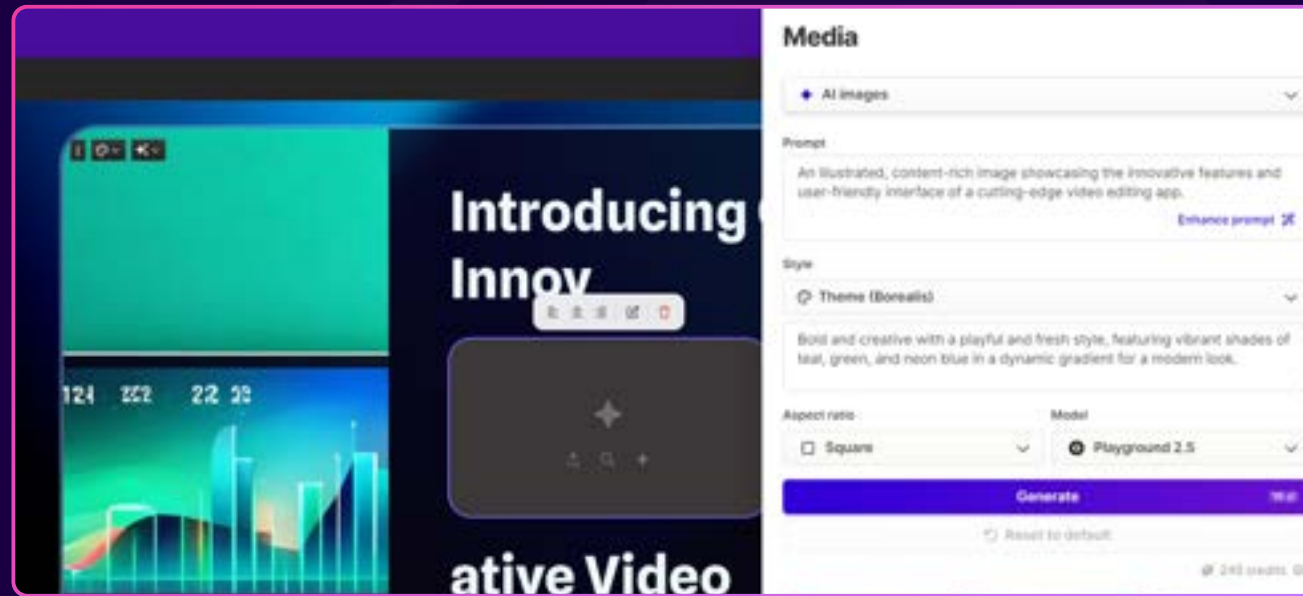 Introducing
Innov
ative Video
124 22
Media
AI images
Prompt
An illustrated, content-rich image showcasing the innovative features and
user-friendly interface of a cutting-edge video editing app.
Enhance prompt
Style
Theme (Borealis)
Bold and creative with a playful and fresh style, featuring vibrant shades of
teal, green, and neon blue in a dynamic gradient for a modern look.
Aspect ratio
Model
Square
Playground 2.5
Generate
Reset to default
credits